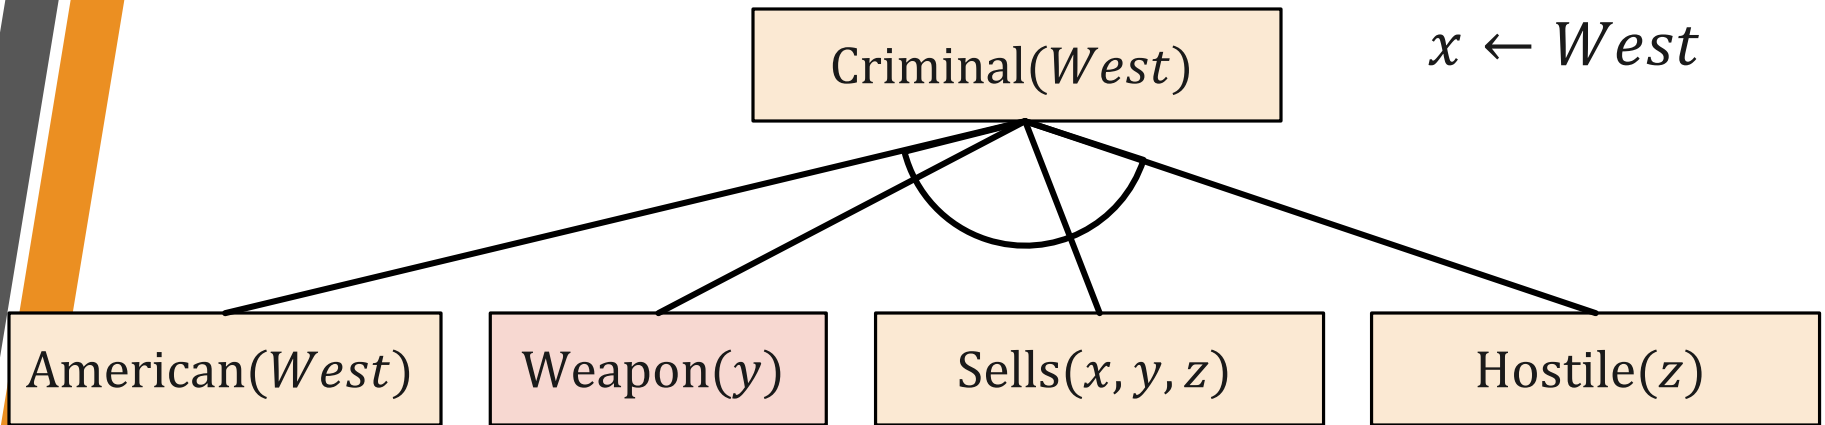 Criminal(West)
x ← West
American(West)
Weapon(y)
Sells(x, y, z)
Hostile(z)